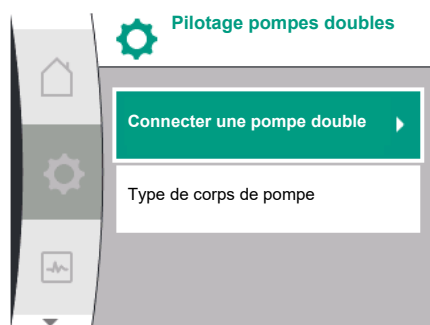 Pilotage pompes doubles
Connecter une pompe double
Type de corps de pompe